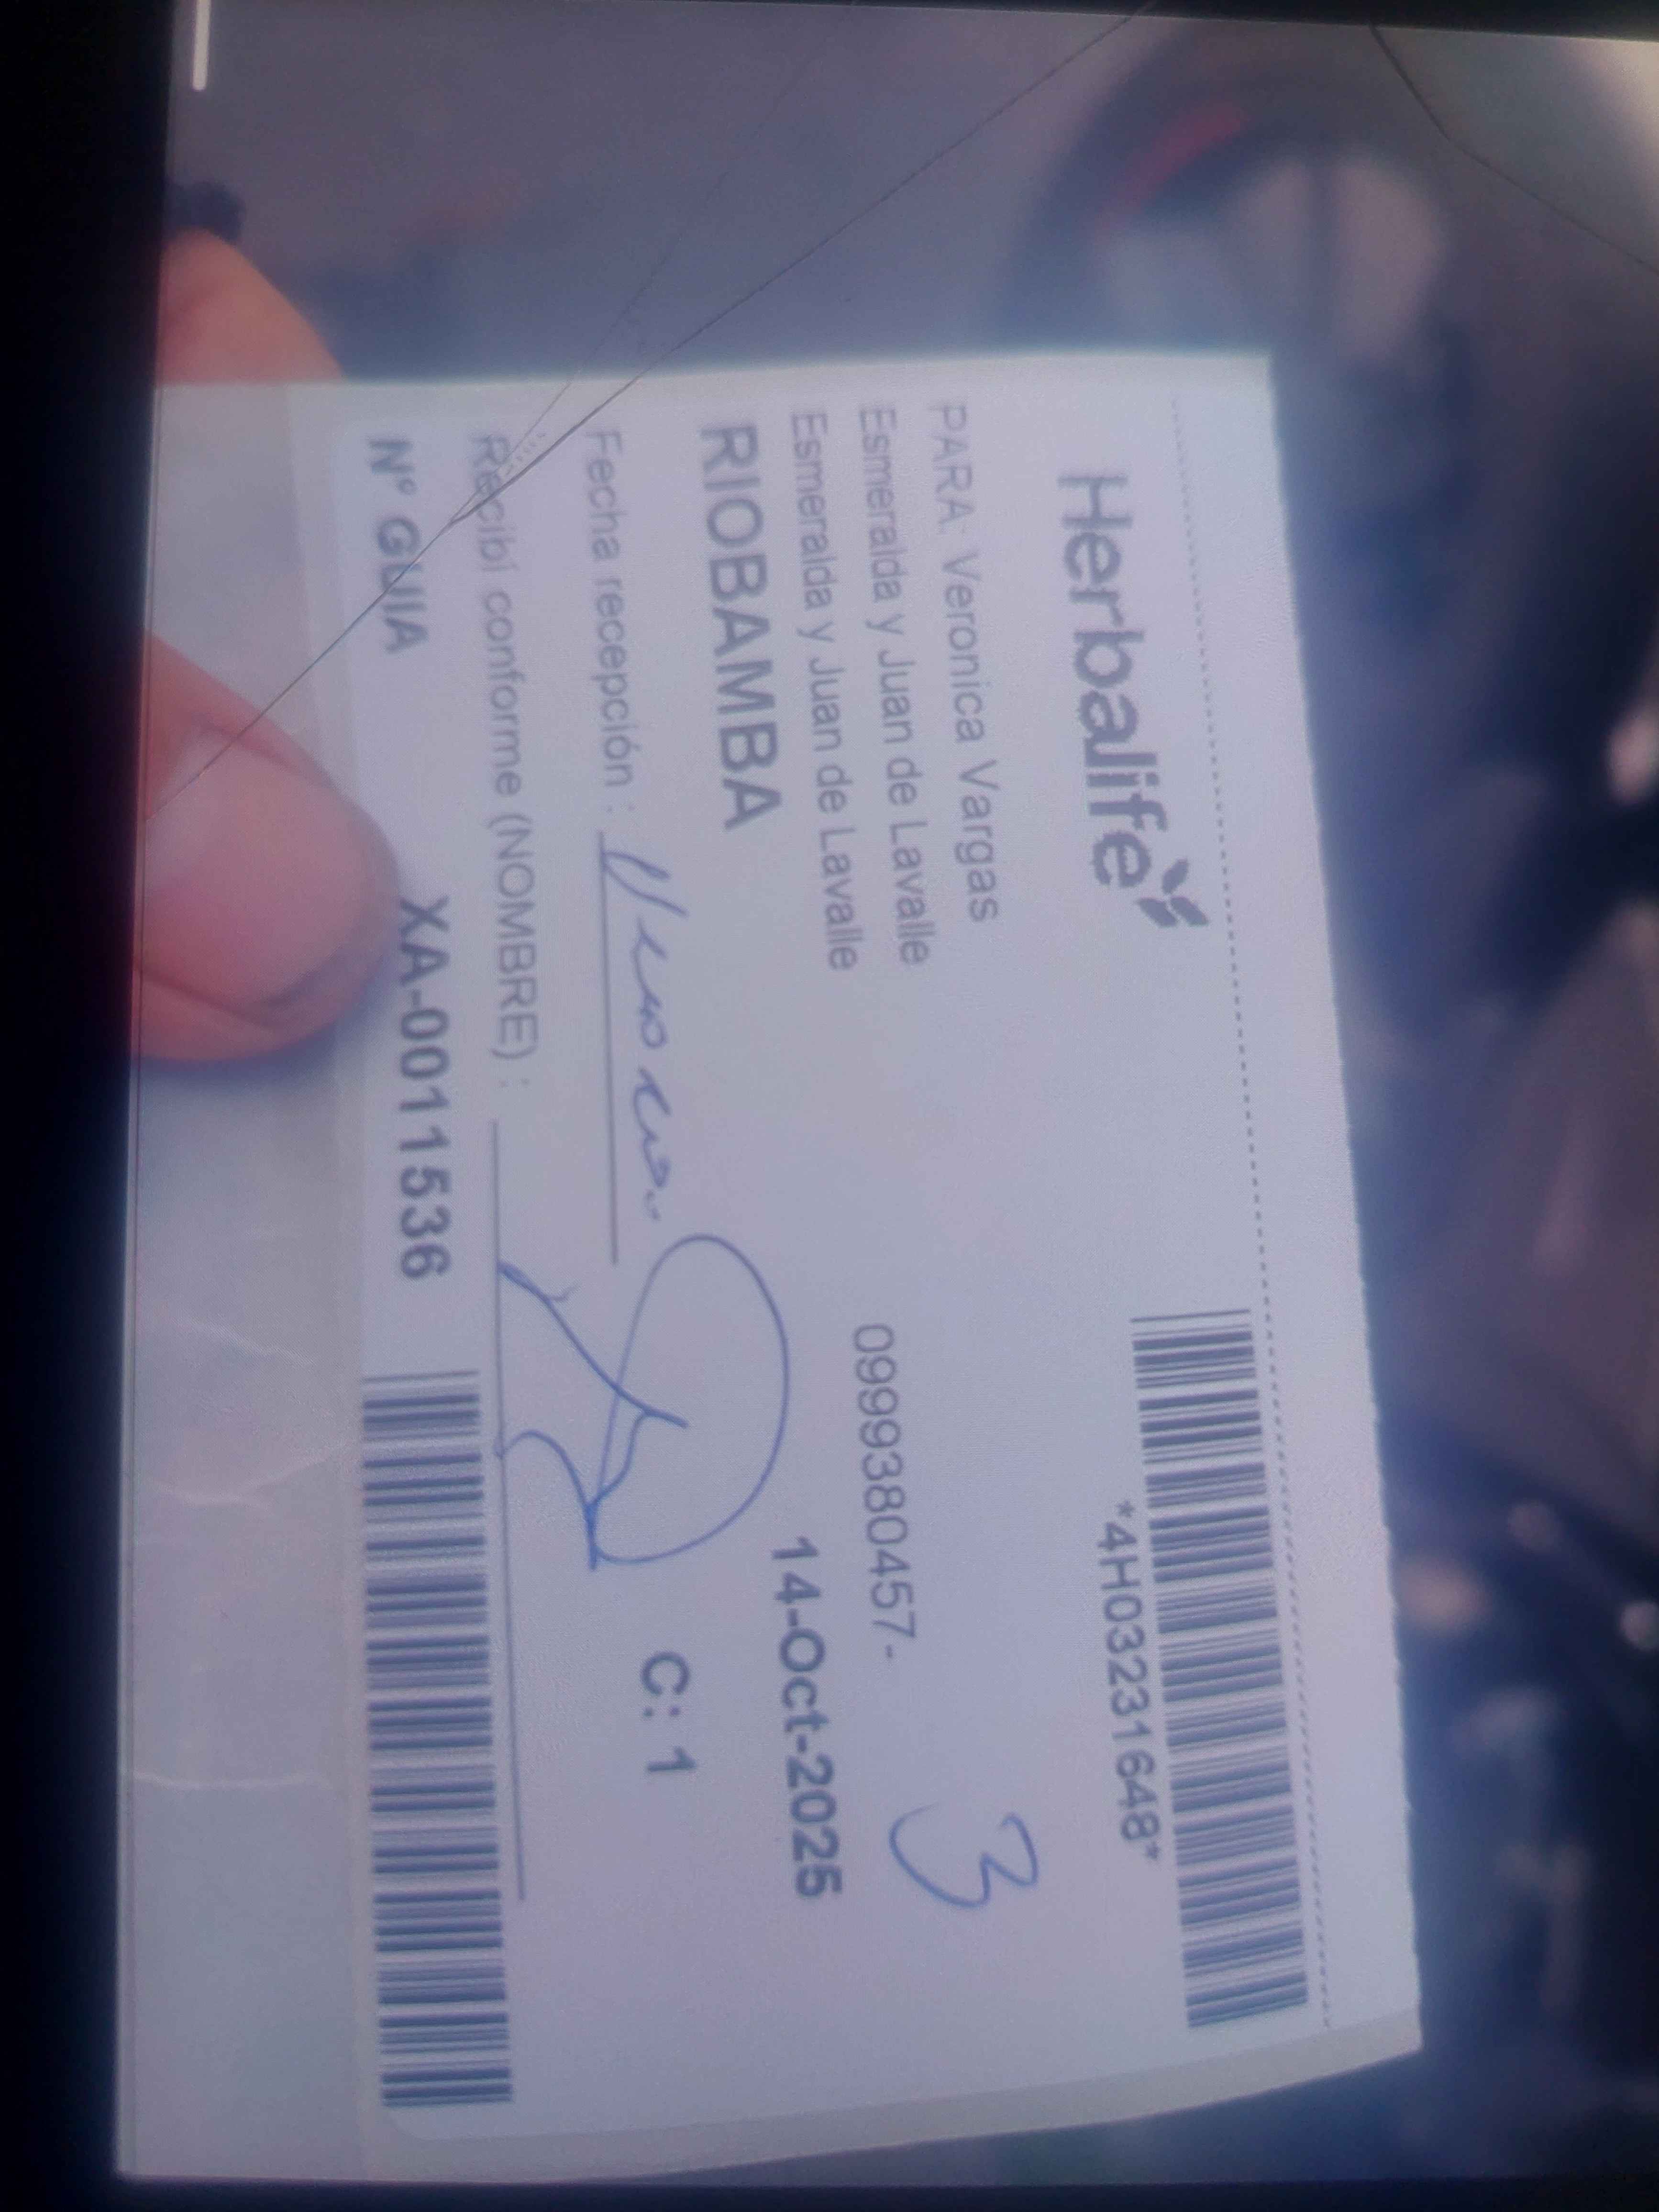 Herbalife
*4H03231648*
PARA: Veronica Vargas
Esmeralda y Juan de Lavalle
0999380457-
3
Esmeralda y Juan de Lavalle
RIOBAMBA
14-Oct-2025
Fecha recepción :
C: 1
Recibí conforme (NOMBRE) :
Nº GUIA
XA-0011536